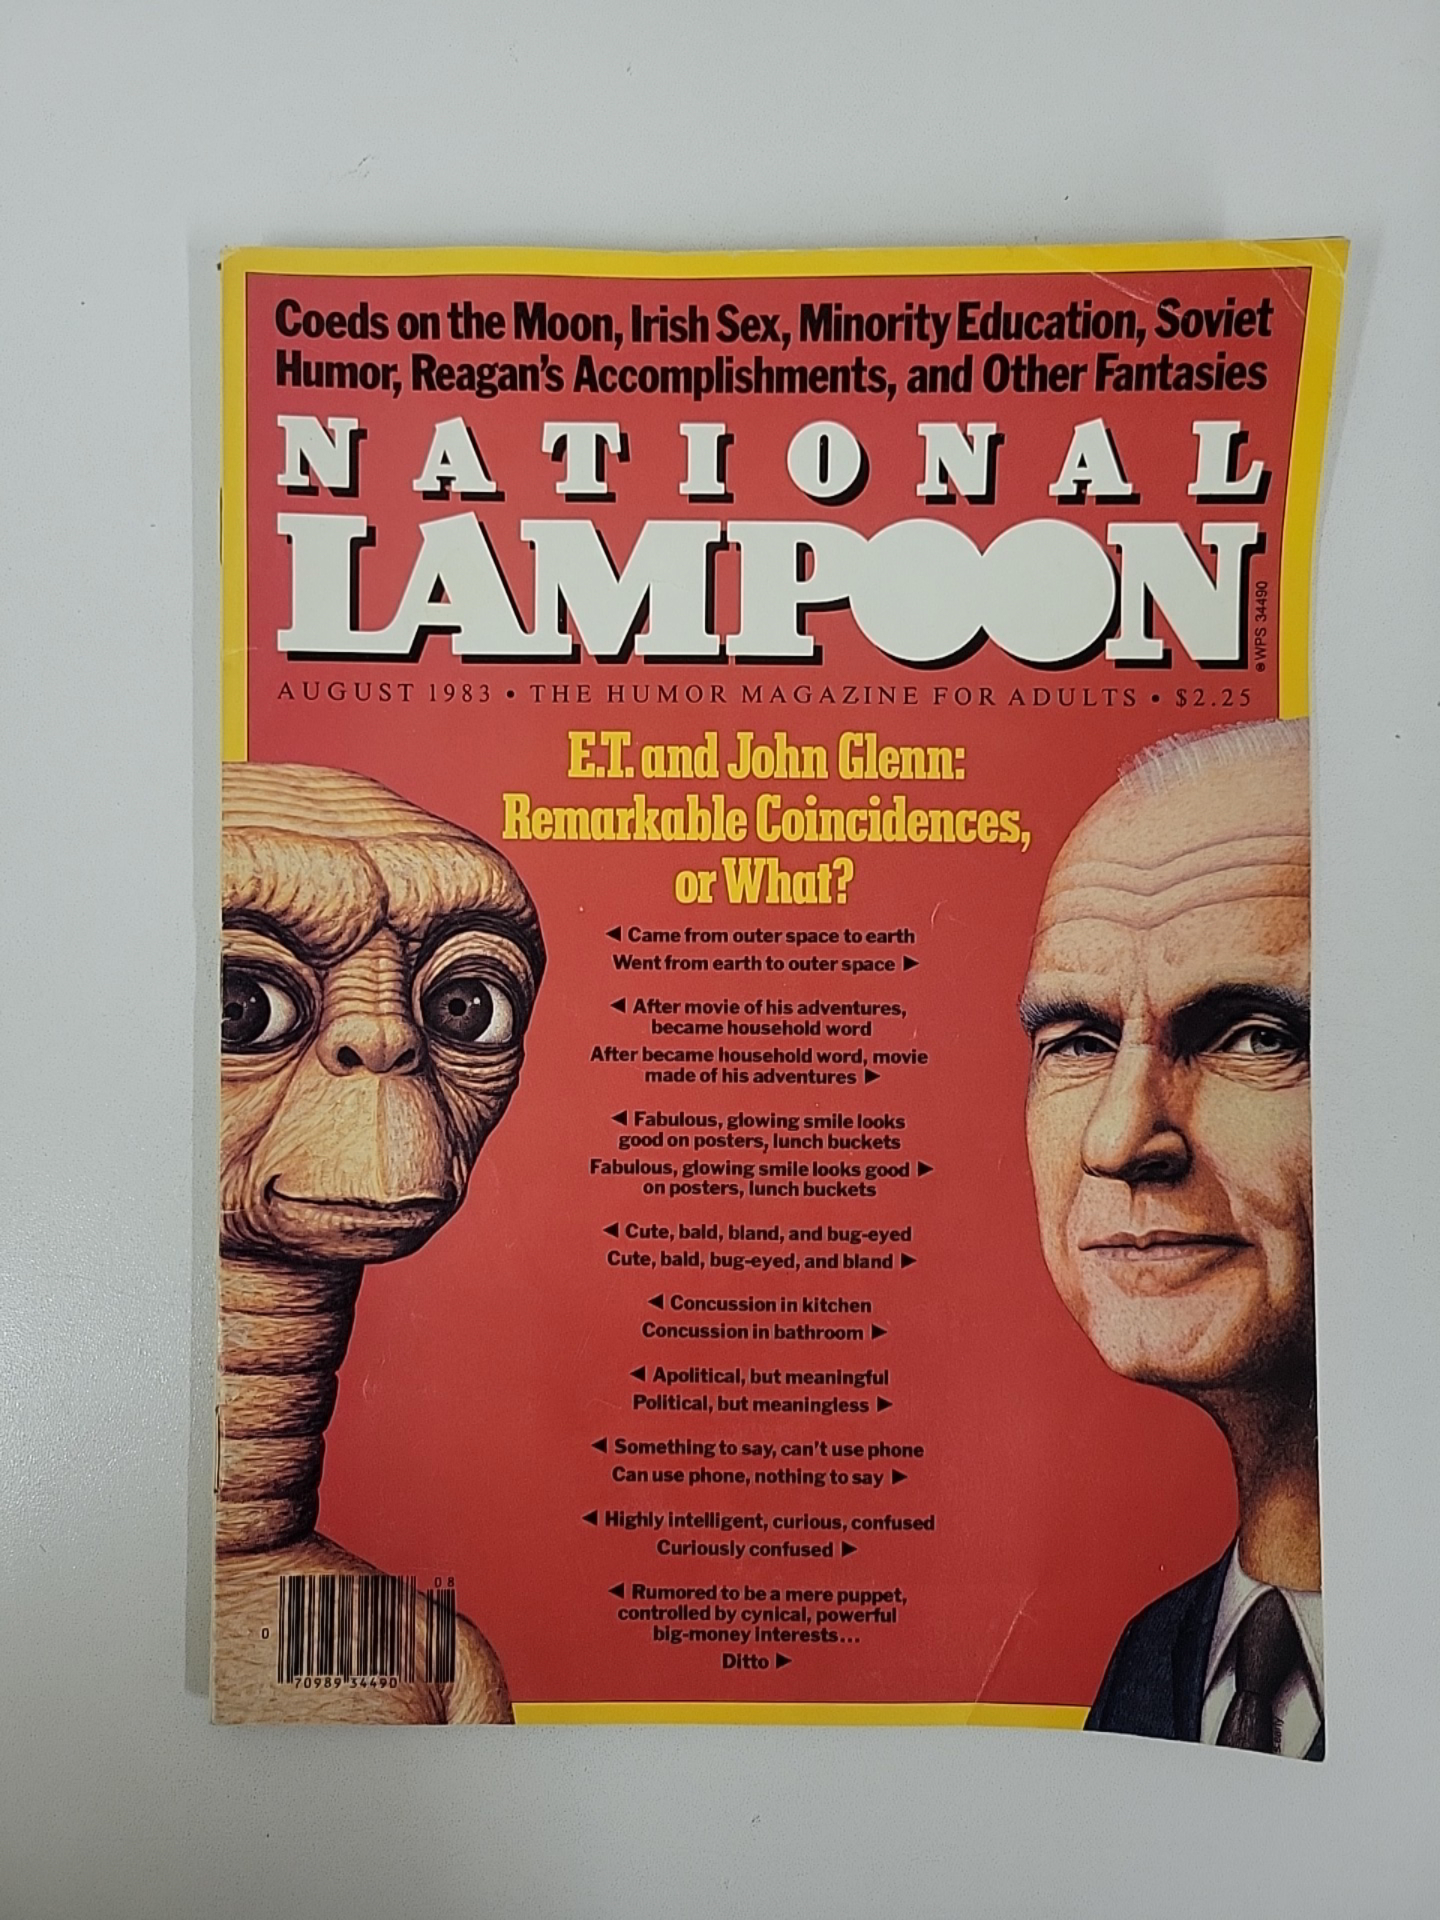 Coeds on the Moon, Irish Sex, Minority Education, Soviet
Humor, Reagan's Accomplishments, and Other Fantasies
NATIONAL
LAMPOON
® WPS 34490
AUGUST 1983 • THE HUMOR MAGAZINE FOR ADULTS • $2.25
E.T. and John Glenn:
Remarkable Coincidences,
or What?
◀ Came from outer space to earth
Went from earth to outer space ▶
◀ After movie of his adventures,
became household word
After became household word, movie
made of his adventures ▶
◀ Fabulous, glowing smile looks
good on posters, lunch buckets
Fabulous, glowing smile looks good ▶
on posters, lunch buckets
◀ Cute, bald, bland, and bug-eyed
Cute, bald, bug-eyed, and bland ▶
◀ Concussion in kitchen
Concussion in bathroom ▶
◀ Apolitical, but meaningful
Political, but meaningless ▶
◀ Something to say, can't use phone
Can use phone, nothing to say ▶
◀ Highly intelligent, curious, confused
Curiously confused ▶
◀ Rumored to be a mere puppet,
controlled by cynical, powerful
big-money interests...
Ditto ▶
08
0
70989 34490